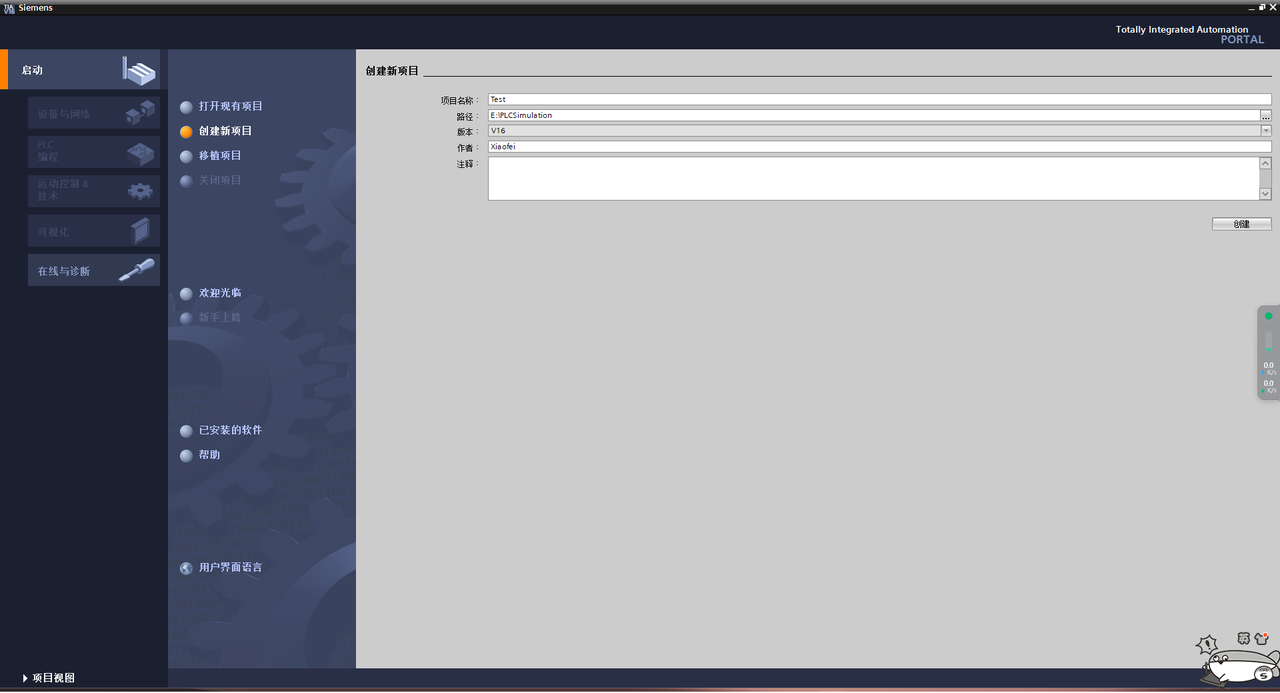 Siemens
Totally Integrated Automation
PORTAL
启动
设备与网络
PLC
编程
运动控制 &
技术
可视化
在线与诊断
打开现有项目
创建新项目
移植项目
关闭项目
欢迎光临
新手上路
已安装的软件
帮助
用户界面语言
创建新项目
项目名称：
Test
路径：
E:\PLCSimulation
...
版本：
V16
作者：
Xiaofei
注释：
创建
0.0
K/s
0.0
K/s
英
S
项目视图